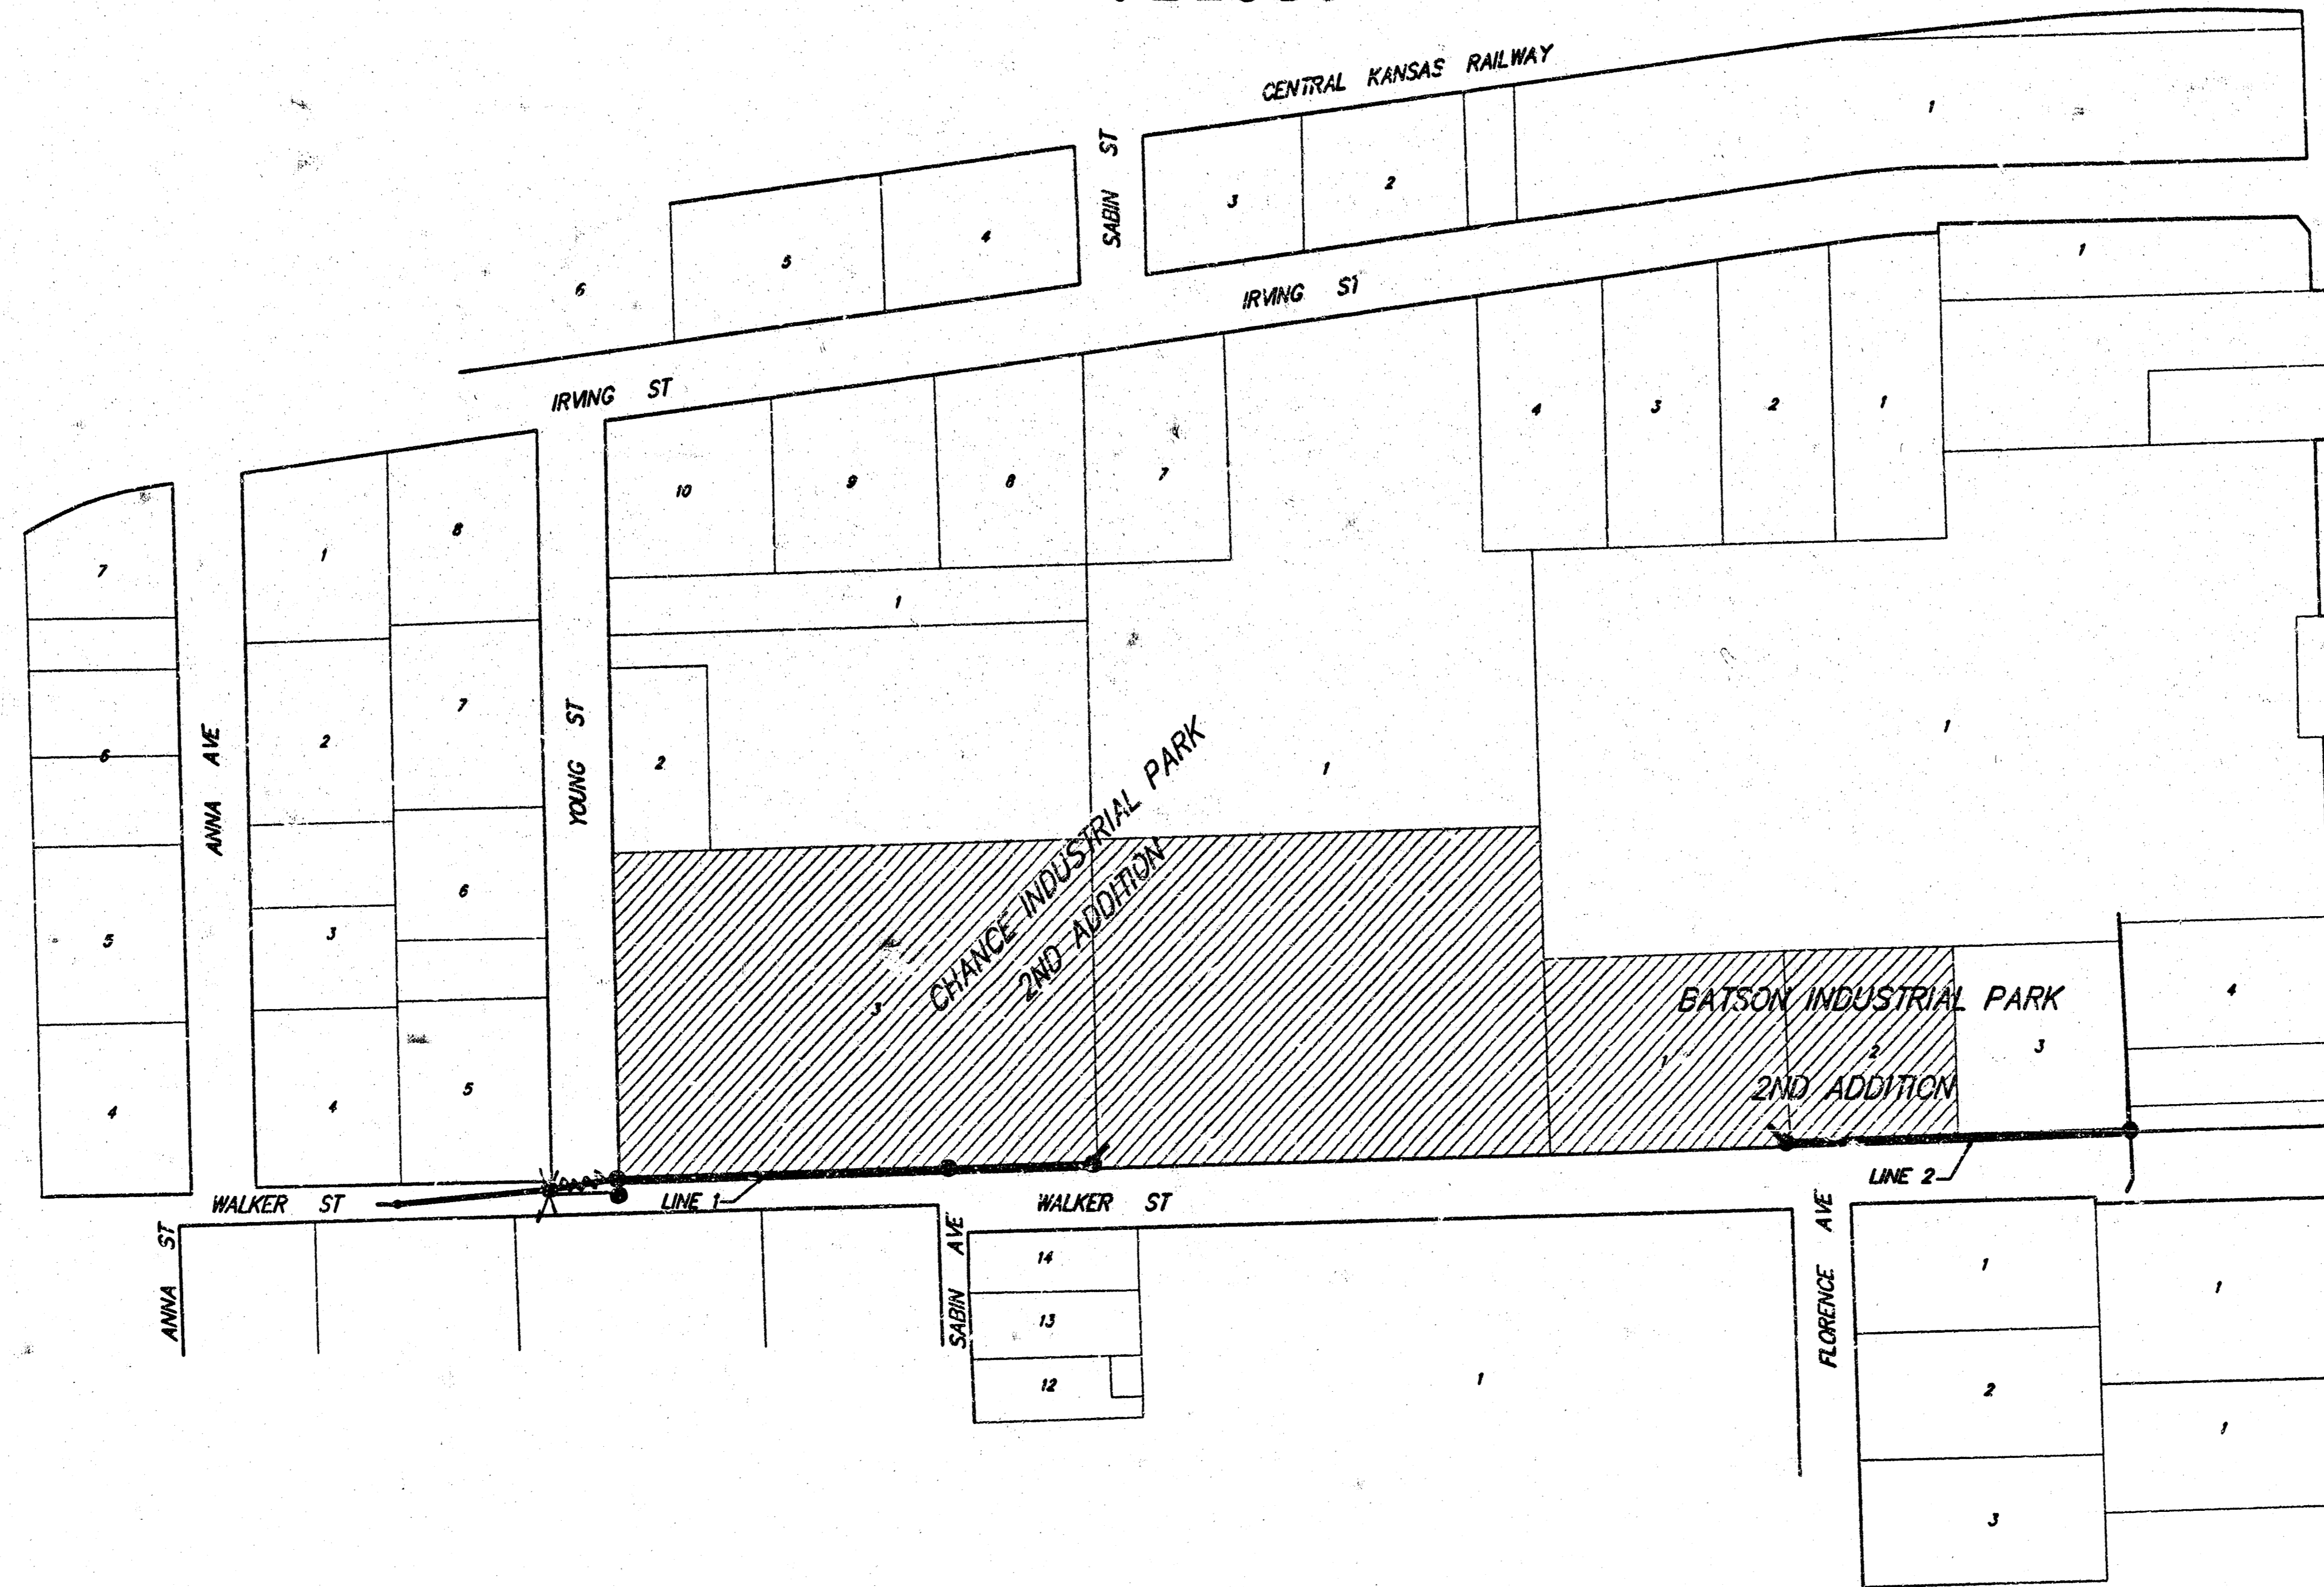 CENTRAL KANSAS RAILWAY
1
SABIN ST
3
2
5
4
6
IRVING ST
1
IRVING ST
10
9
8
7
4
3
2
1
7
1
8
1
ANNA AVE
6
2
7
YOUNG ST
2
CHANCE INDUSTRIAL PARK
2ND ADDITION
1
1
5
3
6
3
BATSON INDUSTRIAL PARK
4
1
2
3
2ND ADDITION
4
4
5
WALKER ST
LINE 1
WALKER ST
LINE 2
ANNA ST
SABIN AVE
14
13
12
1
FLORENCE AVE
1
2
3
1
1